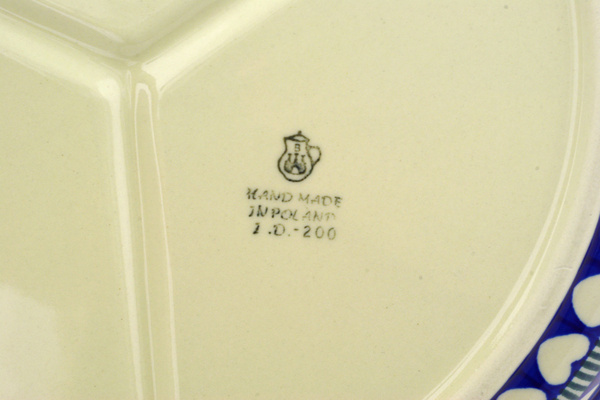 B
HAND MADE
IN POLAND
I.D.-200